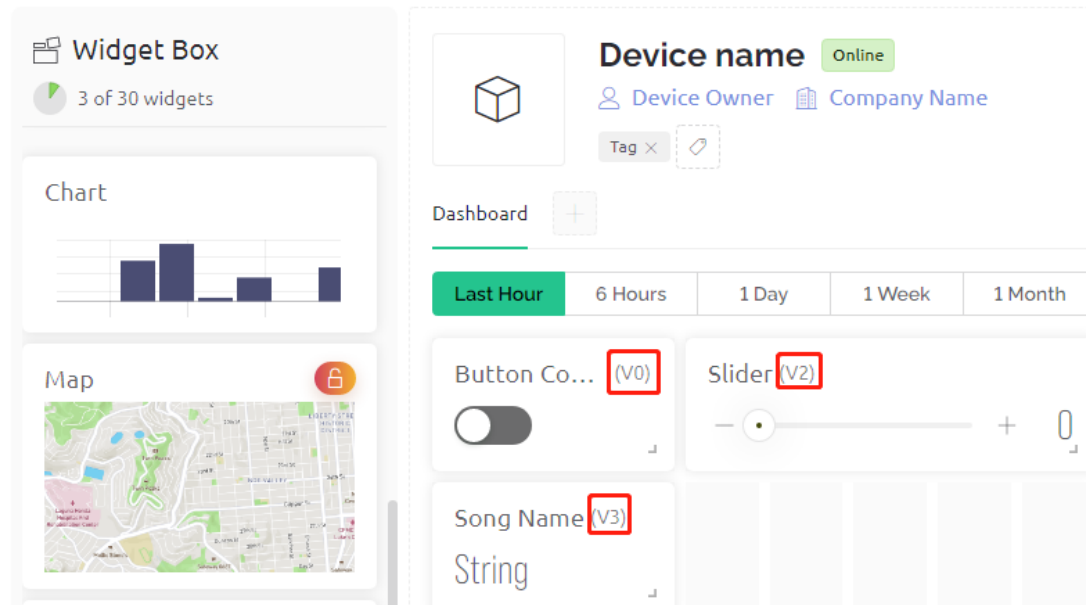 Widget Box
3 of 30 widgets
Chart
Map
Device name Online
Device Owner Company Name
Tag
Dashboard
Last Hour 6 Hours 1 Day 1 Week 1 Month
Button Co... (V0)
Slider (V2)
0
Song Name (V3)
String